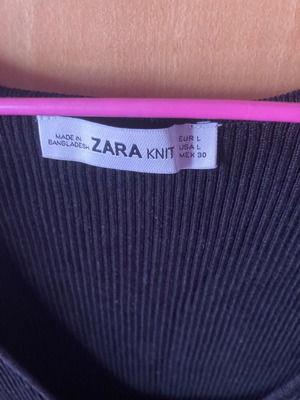 MADE IN
BANGLADESH
ZARA KNIT
EUR L
USA L
MEX 30